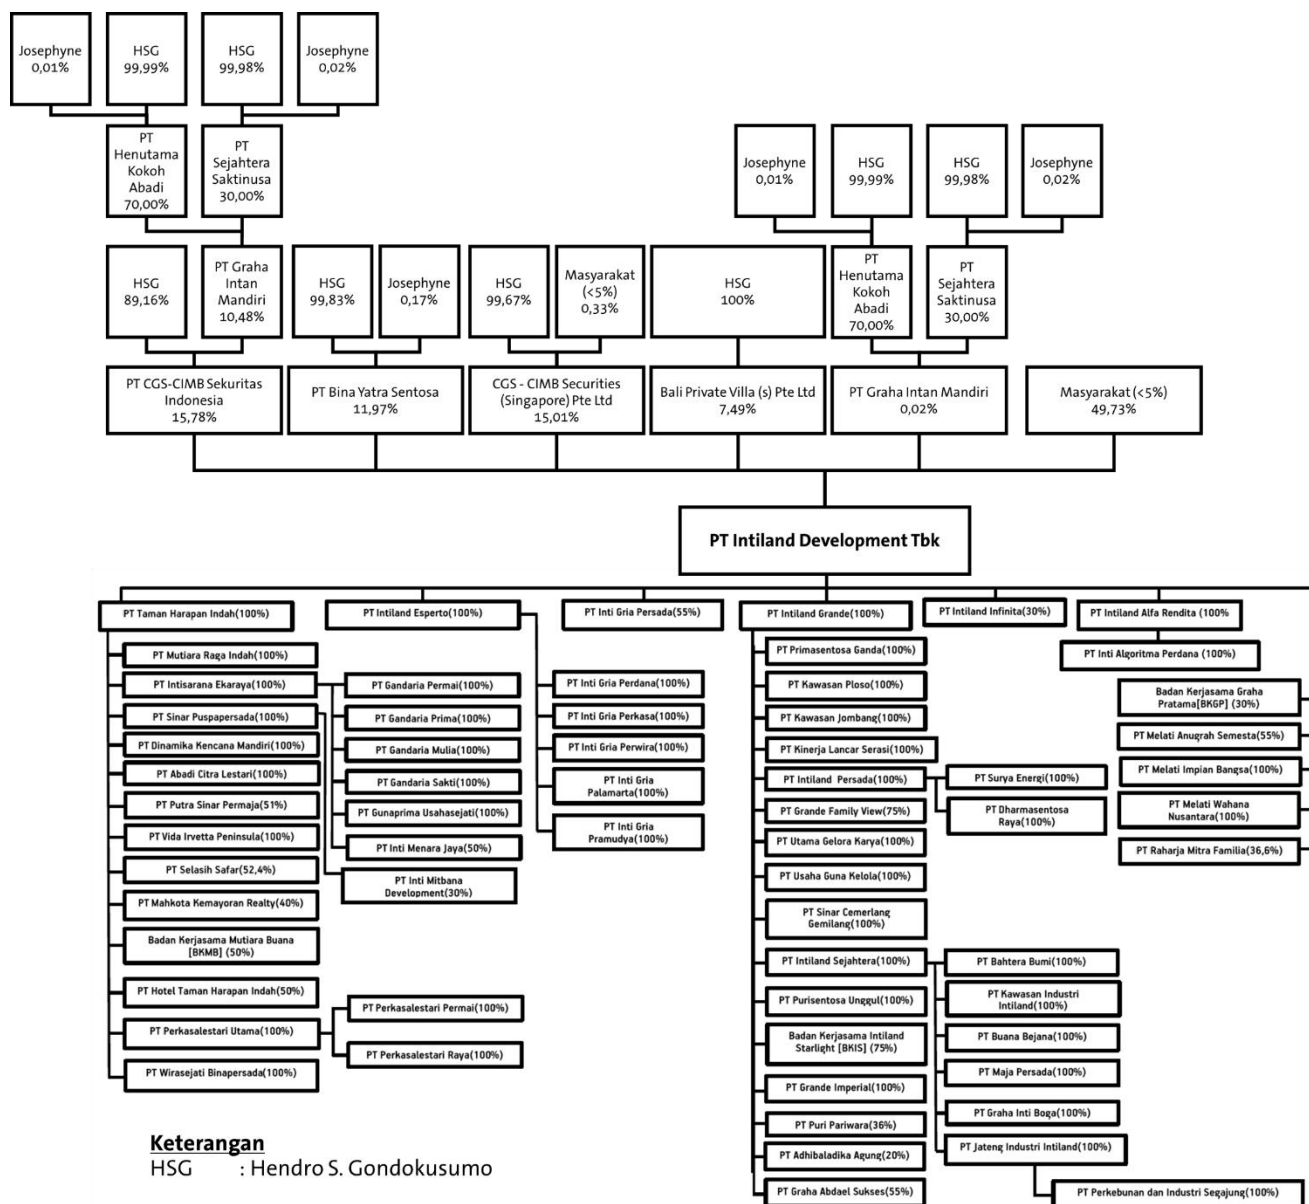 Josephyne
0,01%
HSG
99,99%
HSG
99,98%
Josephyne
0,02%
PT
Henutama
Kokoh
Abadi
70,00%
PT
Sejahtera
Saktinusa
30,00%
Josephyne
0,01%
HSG
99,99%
HSG
99,98%
Josephyne
0,02%
HSG
89,16%
PT Graha
Intan
Mandiri
10,48%
HSG
99,83%
Josephyne
0,17%
HSG
99,67%
Masyarakat
(<5%)
0,33%
HSG
100%
PT
Henutama
Kokoh
Abadi
70,00%
PT
Sejahtera
Saktinusa
30,00%
PT CGS-CIMB Sekuritas
Indonesia
15,78%
PT Bina Yatra Sentosa
11,97%
CGS - CIMB Securities
(Singapore) Pte Ltd
15,01%
Bali Private Villa (s) Pte Ltd
7,49%
PT Graha Intan Mandiri
0,02%
Masyarakat (<5%)
49,73%
PT Intiland Development Tbk
PT Taman Harapan Indah(100%)
PT Intiland Esperto(100%)
PT Inti Gria Persada(55%)
PT Intiland Grande(100%)
PT Intiland Infinita(30%)
PT Intiland Alfa Rendita (100%
PT Mutiara Raga Indah(100%)
PT Intisarana Ekaraya(100%)
PT Sinar Puspapersada(100%)
PT Dinamika Kencana Mandiri(100%)
PT Abadi Citra Lestari(100%)
PT Putra Sinar Permaja(51%)
PT Vida Irvetta Peninsula(100%)
PT Selasih Safar(52,4%)
PT Mahkota Kemayoran Realty(40%)
Badan Kerjasama Mutiara Buana
[BKMB] (50%)
PT Hotel Taman Harapan Indah(50%)
PT Perkasalestari Utama(100%)
PT Wirasejati Binapersada(100%)
PT Gandaria Permai(100%)
PT Gandaria Prima(100%)
PT Gandaria Mulia(100%)
PT Gandaria Sakti(100%)
PT Gunaprima Usahasejati(100%)
PT Inti Menara Jaya(50%)
PT Inti Mitbana
Development(30%)
PT Perkasalestari Permai(100%)
PT Perkasalestari Raya(100%)
PT Inti Gria Perdana(100%)
PT Inti Gria Perkasa(100%)
PT Inti Gria Perwira(100%)
PT Inti Gria
Palamarta(100%)
PT Inti Gria
Pramudya(100%)
PT Primasentosa Ganda(100%)
PT Kawasan Ploso(100%)
PT Kawasan Jombang(100%)
PT Kinerja Lancar Serasi(100%)
PT Intiland Persada(100%)
PT Grande Family View(75%)
PT Utama Gelora Karya(100%)
PT Usaha Guna Kelola(100%)
PT Sinar Cemerlang
Gemilang(100%)
PT Intiland Sejahtera(100%)
PT Purisentosa Unggul(100%)
Badan Kerjasama Intiland
Starlight [BKIS] (75%)
PT Grande Imperial(100%)
PT Puri Pariwara(36%)
PT Adhibaladika Agung(20%)
PT Graha Abdael Sukses(55%)
PT Surya Energi(100%)
PT Dharmasentosa
Raya(100%)
PT Bahtera Bumi(100%)
PT Kawasan Industri
Intiland(100%)
PT Buana Bejana(100%)
PT Maja Persada(100%)
PT Graha Inti Boga(100%)
PT Jateng Industri Intiland(100%)
PT Perkebunan dan Industri Segajung(100%)
PT Inti Algoritma Perdana (100%)
Badan Kerjasama Graha
Pratama[BKGP] (30%)
PT Melati Anugrah Semesta(55%)
PT Melati Impian Bangsa(100%)
PT Melati Wahana
Nusantara(100%)
PT Raharja Mitra Familia(36,6%)
Keterangan
HSG : Hendro S. Gondokusumo